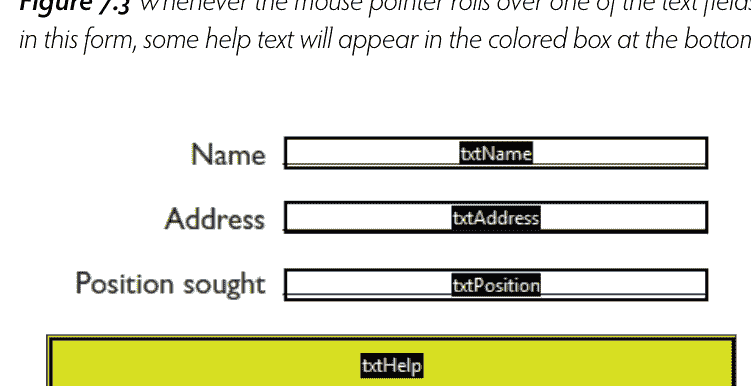 Figure 7.3 Whenever the mouse pointer rolls over one of the text fields
in this form, some help text will appear in the colored box at the bottom
Name txtName
Address txtAddress
Position sought txtPosition
txtHelp